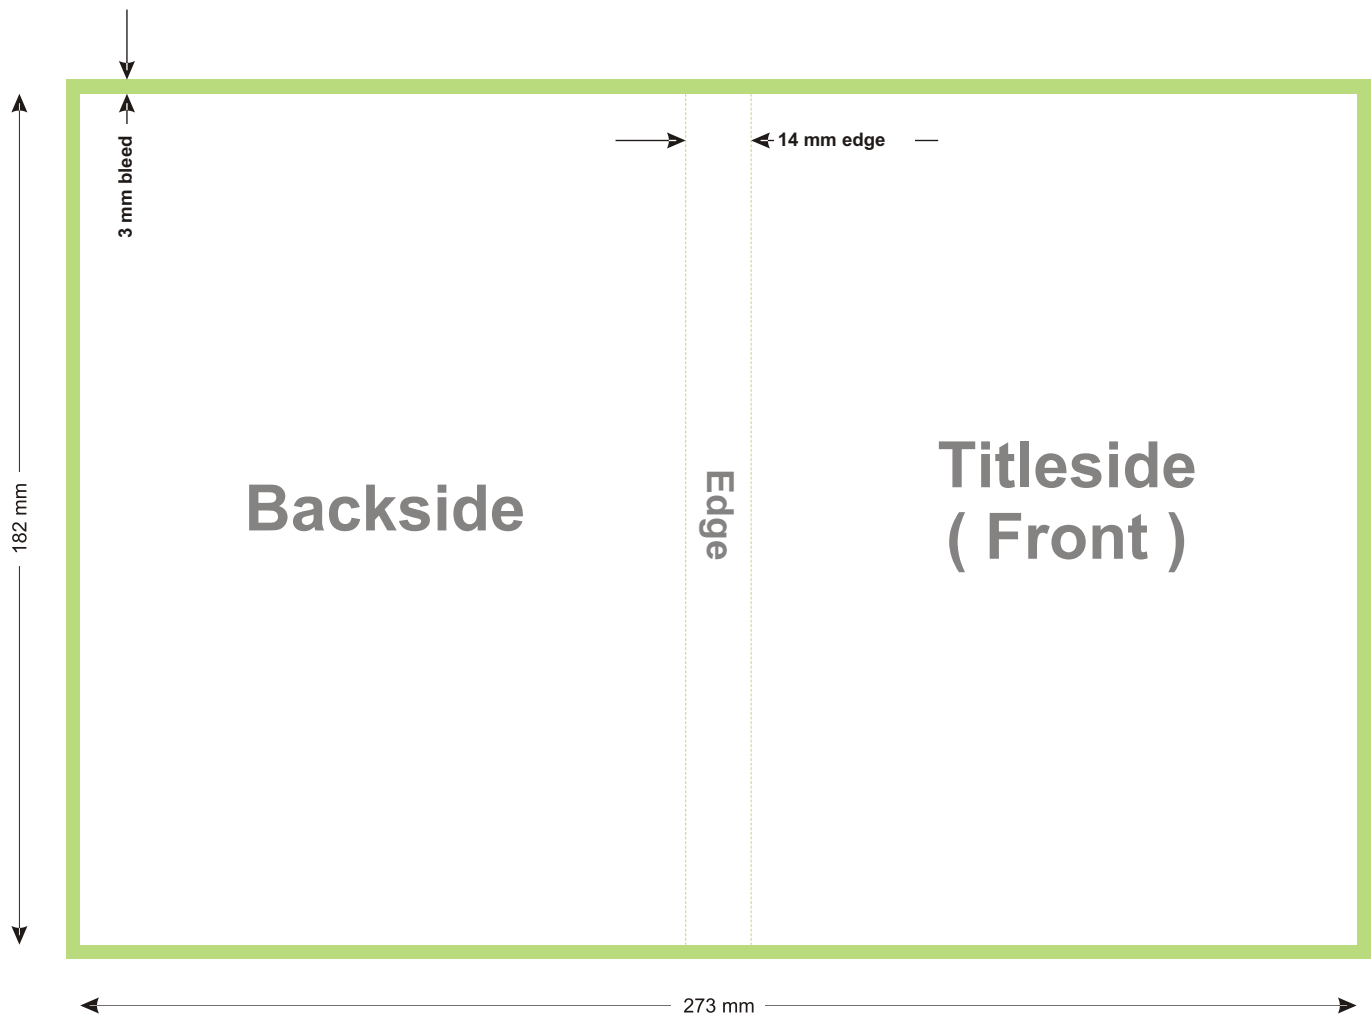 3 mm bleed
14 mm edge
182 mm
Backside
Edge
Titleside
( Front )
273 mm